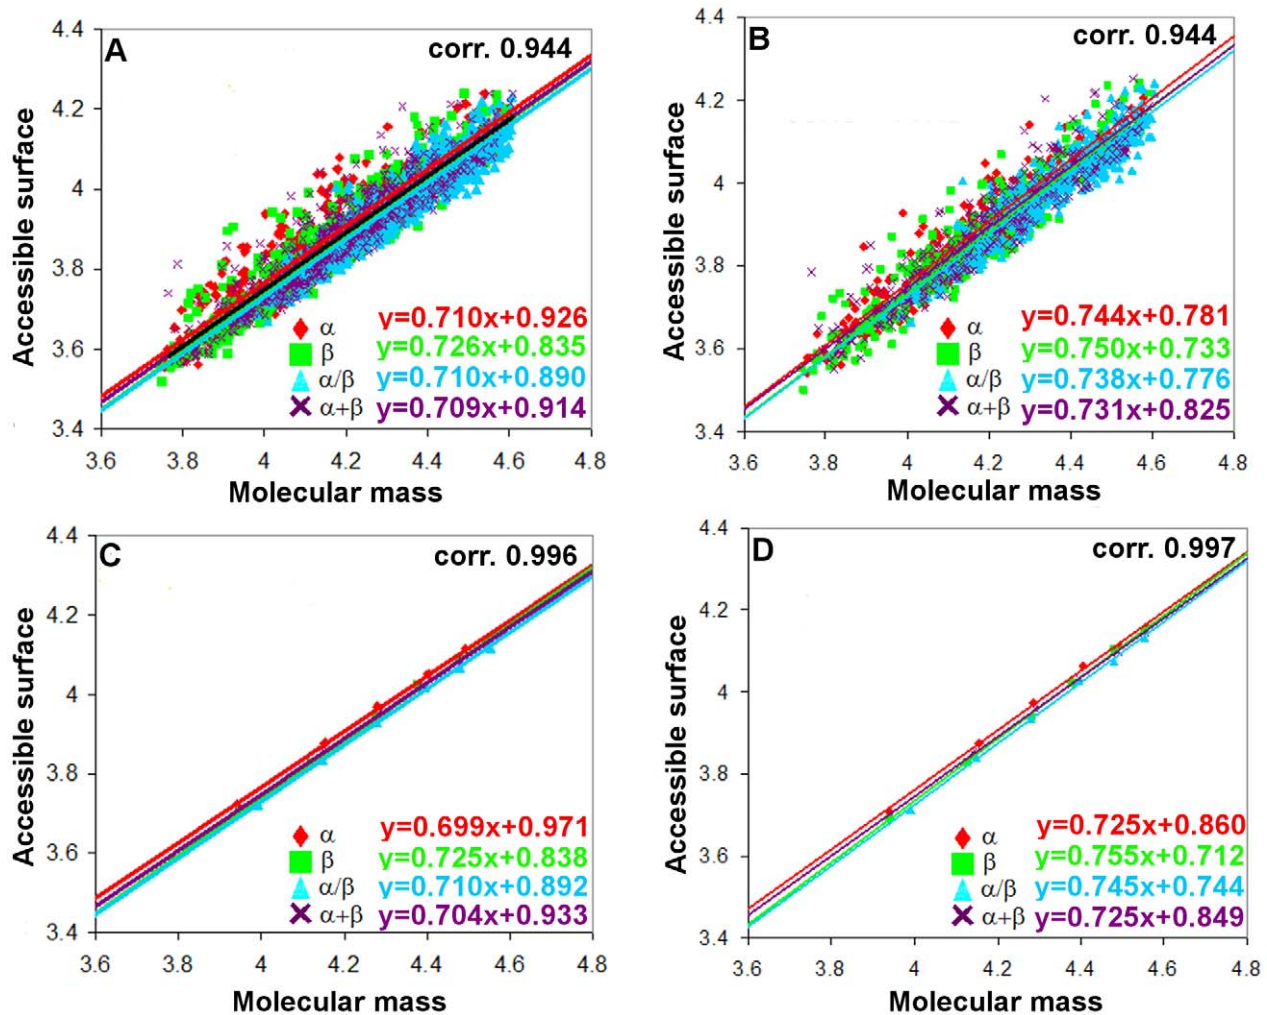 A
corr. 0.944
4.4
4.2
4
3.8
3.6
3.4
Accessible surface
α y=0.710x+0.926
β y=0.726x+0.835
α/β y=0.710x+0.890
α+β y=0.709x+0.914
3.6 3.8 4 4.2 4.4 4.6 4.8
Molecular mass
B
corr. 0.944
4.4
4.2
4
3.8
3.6
3.4
Accessible surface
α y=0.744x+0.781
β y=0.750x+0.733
α/β y=0.738x+0.776
α+β y=0.731x+0.825
3.6 3.8 4 4.2 4.4 4.6 4.8
Molecular mass
C
corr. 0.996
4.4
4.2
4
3.8
3.6
3.4
Accessible surface
α y=0.699x+0.971
β y=0.725x+0.838
α/β y=0.710x+0.892
α+β y=0.704x+0.933
3.6 3.8 4 4.2 4.4 4.6 4.8
Molecular mass
D
corr. 0.997
4.4
4.2
4
3.8
3.6
3.4
Accessible surface
α y=0.725x+0.860
β y=0.755x+0.712
α/β y=0.745x+0.744
α+β y=0.725x+0.849
3.6 3.8 4 4.2 4.4 4.6 4.8
Molecular mass